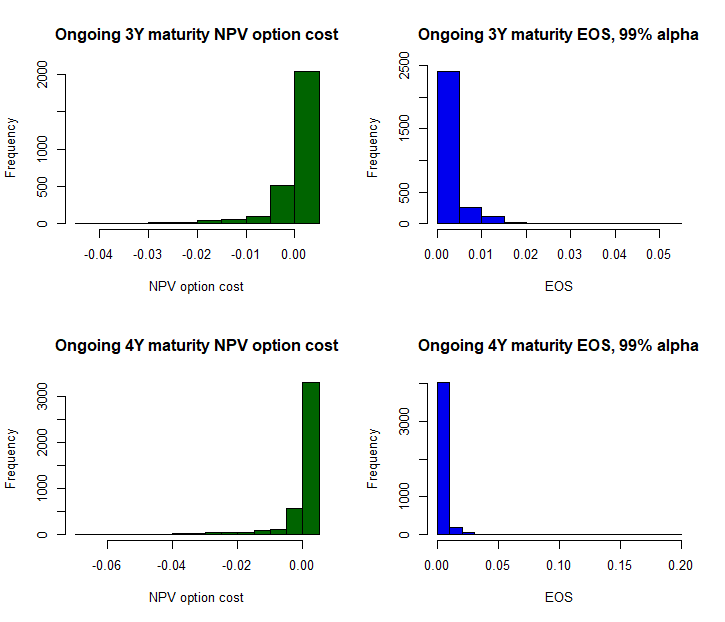 Ongoing 3Y maturity NPV option cost
Frequency
2000
1000
500
0
-0.04 -0.03 -0.02 -0.01 0.00
NPV option cost
Ongoing 3Y maturity EOS, 99% alpha
Frequency
2500
1500
500
0
0.00 0.01 0.02 0.03 0.04 0.05
EOS
Ongoing 4Y maturity NPV option cost
Frequency
3000
2000
1000
0
-0.06 -0.04 -0.02 0.00
NPV option cost
Ongoing 4Y maturity EOS, 99% alpha
Frequency
3000
1000
0
0.00 0.05 0.10 0.15 0.20
EOS